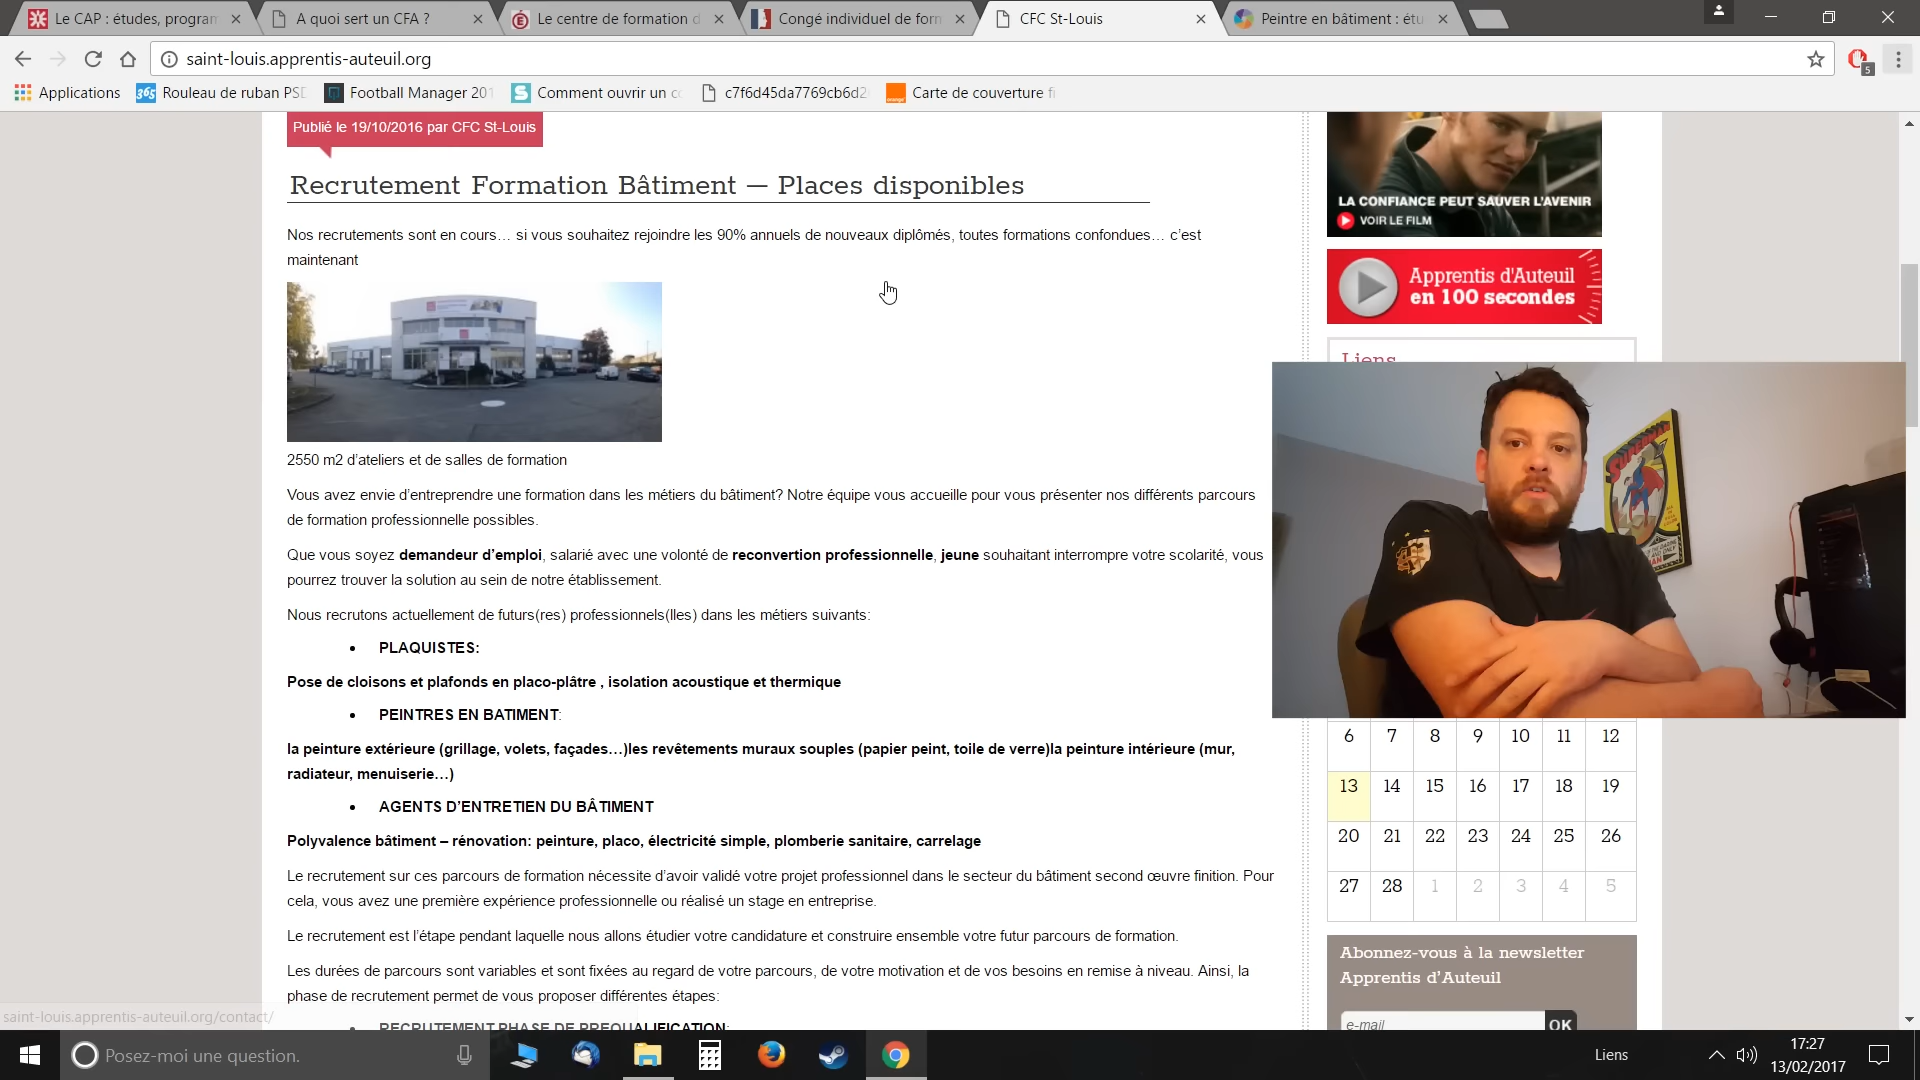 Le CAP : études, program
A quoi sert un CFA ?
Le centre de formation d
Congé individuel de form
CFC St-Louis
Peintre en bâtiment : étu
saint-louis.apprentis-auteuil.org
5
Applications
365
Rouleau de ruban PSD
Football Manager 201
Comment ouvrir un co
c7f6d45da7769cb6d2
Carte de couverture fi
Publié le 19/10/2016 par CFC St-Louis
Recrutement Formation Bâtiment — Places disponibles
Nos recrutements sont en cours… si vous souhaitez rejoindre les 90% annuels de nouveaux diplômés, toutes formations confondues… c’est
maintenant
2550 m2 d’ateliers et de salles de formation
Vous avez envie d’entreprendre une formation dans les métiers du bâtiment? Notre équipe vous accueille pour vous présenter nos différents parcours
de formation professionnelle possibles.
Que vous soyez demandeur d’emploi, salarié avec une volonté de reconvertion professionnelle, jeune souhaitant interrompre votre scolarité, vous
pourrez trouver la solution au sein de notre établissement.
Nous recrutons actuellement de futurs(res) professionnels(lles) dans les métiers suivants:
• PLAQUISTES:
Pose de cloisons et plafonds en placo-plâtre , isolation acoustique et thermique
• PEINTRES EN BATIMENT:
la peinture extérieure (grillage, volets, façades…)les revêtements muraux souples (papier peint, toile de verre)la peinture intérieure (mur,
radiateur, menuiserie…)
• AGENTS D’ENTRETIEN DU BÂTIMENT
Polyvalence bâtiment – rénovation: peinture, placo, électricité simple, plomberie sanitaire, carrelage
Le recrutement sur ces parcours de formation nécessite d’avoir validé votre projet professionnel dans le secteur du bâtiment second œuvre finition. Pour
cela, vous avez une première expérience professionnelle ou réalisé un stage en entreprise.
Le recrutement est l’étape pendant laquelle nous allons étudier votre candidature et construire ensemble votre futur parcours de formation.
Les durées de parcours sont variables et sont fixées au regard de votre parcours, de votre motivation et de vos besoins en remise à niveau. Ainsi, la
phase de recrutement permet de vous proposer différentes étapes:
• RECRUTEMENT PHASE DE PREQUALIFICATION:
saint-louis.apprentis-auteuil.org/contact/
LA CONFIANCE PEUT SAUVER L’AVENIR
VOIR LE FILM
Apprentis d'Auteuil
en 100 secondes
Liens
SUPERMAN
6 7 8 9 10 11 12
13 14 15 16 17 18 19
20 21 22 23 24 25 26
27 28 1 2 3 4 5
Abonnez-vous à la newsletter
Apprentis d’Auteuil
e-mail
OK
Posez-moi une question.
Liens
17:27
13/02/2017